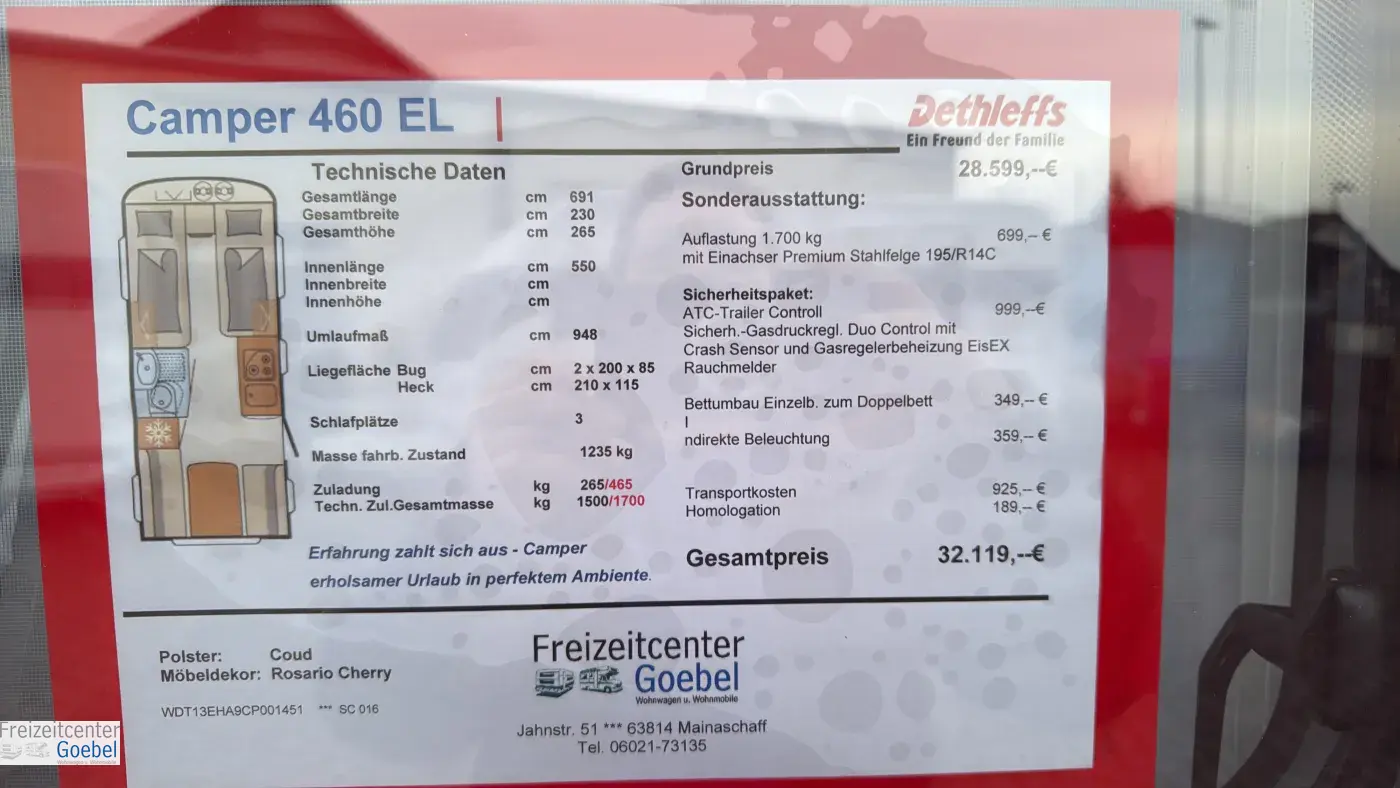 Camper 460 EL
Dethleffs
Ein Freund der Familie
Technische Daten
Gesamtlänge cm 691
Gesamtbreite cm 230
Gesamthöhe cm 265
Innenlänge cm 550
Innenbreite cm
Innenhöhe cm
Umlaufmaß cm 948
Liegefläche Bug cm 2 x 200 x 85
Heck cm 210 x 115
Schlafplätze 3
Masse fahrb. Zustand 1235 kg
Zuladung kg 265/465
Techn. Zul.Gesamtmasse kg 1500/1700
Erfahrung zahlt sich aus - Camper
erholsamer Urlaub in perfektem Ambiente.
Grundpreis 28.599,--€
Sonderausstattung:
Auflastung 1.700 kg 699,-- €
mit Einachser Premium Stahlfelge 195/R14C
Sicherheitspaket:
ATC-Trailer Controll 999,--€
Sicherh.-Gasdruckregl. Duo Control mit
Crash Sensor und Gasregelerbeheizung EisEX
Rauchmelder
Bettumbau Einzelb. zum Doppelbett 349,-- €
I
ndirekte Beleuchtung 359,-- €
Transportkosten 925,-- €
Homologation 189,-- €
Gesamtpreis 32.119,--€
Polster: Coud
Möbeldekor: Rosario Cherry
WDT13EHA9CP001451 *** SC 016
Freizeitcenter
Goebel
Wohnwagen u. Wohnmobile
Jahnstr. 51 *** 63814 Mainaschaff
Tel. 06021-73135
Freizeitcenter
Goebel
Wohnwagen u. Wohnmobile